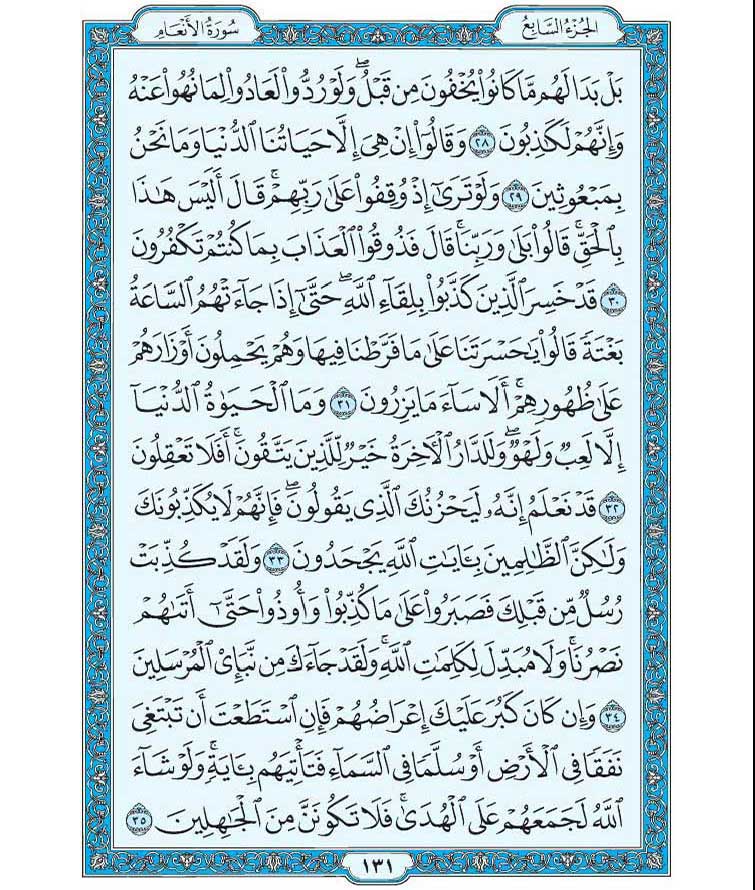 سُورَةُ الأَنْعَامِ
الجُزءُ السَّابِعُ
بَلْ بَدَا لَهُم مَّا كَانُوا۟ يُخْفُونَ مِن قَبْلُ ۖ وَلَوْ رُدُّوا۟ لَعَادُوا۟ لِمَا نُهُوا۟ عَنْهُ
وَإِنَّهُمْ لَكَـٰذِبُونَ ٢٨ وَقَالُوٓا۟ إِنْ هِىَ إِلَّا حَيَاتُنَا ٱلدُّنْيَا وَمَا نَحْنُ
بِمَبْعُوثِينَ ٢٩ وَلَوْ تَرَىٰٓ إِذْ وُقِفُوا۟ عَلَىٰ رَبِّهِمْ ۚ قَالَ أَلَيْسَ هَـٰذَا
بِٱلْحَقِّ ۚ قَالُوا۟ بَلَىٰ وَرَبِّنَا ۚ قَالَ فَذُوقُوا۟ ٱلْعَذَابَ بِمَا كُنتُمْ تَكْفُرُونَ
٣٠ قَدْ خَسِرَ ٱلَّذِينَ كَذَّبُوا۟ بِلِقَآءِ ٱللَّهِ ۖ حَتَّىٰٓ إِذَا جَآءَتْهُمُ ٱلسَّاعَةُ
بَغْتَةً قَالُوا۟ يَـٰحَسْرَتَنَا عَلَىٰ مَا فَرَّطْنَا فِيهَا وَهُمْ يَحْمِلُونَ أَوْزَارَهُمْ
عَلَىٰ ظُهُورِهِمْ ۚ أَلَا سَآءَ مَا يَزِرُونَ ٣١ وَمَا ٱلْحَيَوٰةُ ٱلدُّنْيَآ
إِلَّا لَعِبٌ وَلَهْوٌ ۖ وَلَلدَّارُ ٱلْـَٔاخِرَةُ خَيْرٌ لِّلَّذِينَ يَتَّقُونَ ۗ أَفَلَا تَعْقِلُونَ
٣٢ قَدْ نَعْلَمُ إِنَّهُۥ لَيَحْزُنُكَ ٱلَّذِى يَقُولُونَ ۖ فَإِنَّهُمْ لَا يُكَذِّبُونَكَ
وَلَـٰكِنَّ ٱلظَّـٰلِمِينَ بِـَٔايَـٰتِ ٱللَّهِ يَجْحَدُونَ ٣٣ وَلَقَدْ كُذِّبَتْ
رُسُلٌ مِّن قَبْلِكَ فَصَبَرُوا۟ عَلَىٰ مَا كُذِّبُوا۟ وَأُوذُوا۟ حَتَّىٰٓ أَتَىٰهُمْ
نَصْرُنَا ۚ وَلَا مُبَدِّلَ لِكَلِمَـٰتِ ٱللَّهِ ۚ وَلَقَدْ جَآءَكَ مِن نَّبَإِى۟ ٱلْمُرْسَلِينَ
٣٤ وَإِن كَانَ كَبُرَ عَلَيْكَ إِعْرَاضُهُمْ فَإِنِ ٱسْتَطَعْتَ أَن تَبْتَغِىَ
نَفَقًا فِى ٱلْأَرْضِ أَوْ سُلَّمًا فِى ٱلسَّمَآءِ فَتَأْتِيَهُم بِـَٔايَةٍ ۚ وَلَوْ شَآءَ
ٱللَّهُ لَجَمَعَهُمْ عَلَى ٱلْهُدَىٰ ۚ فَلَا تَكُونَنَّ مِنَ ٱلْجَـٰهِلِينَ ٣٥
١٣١